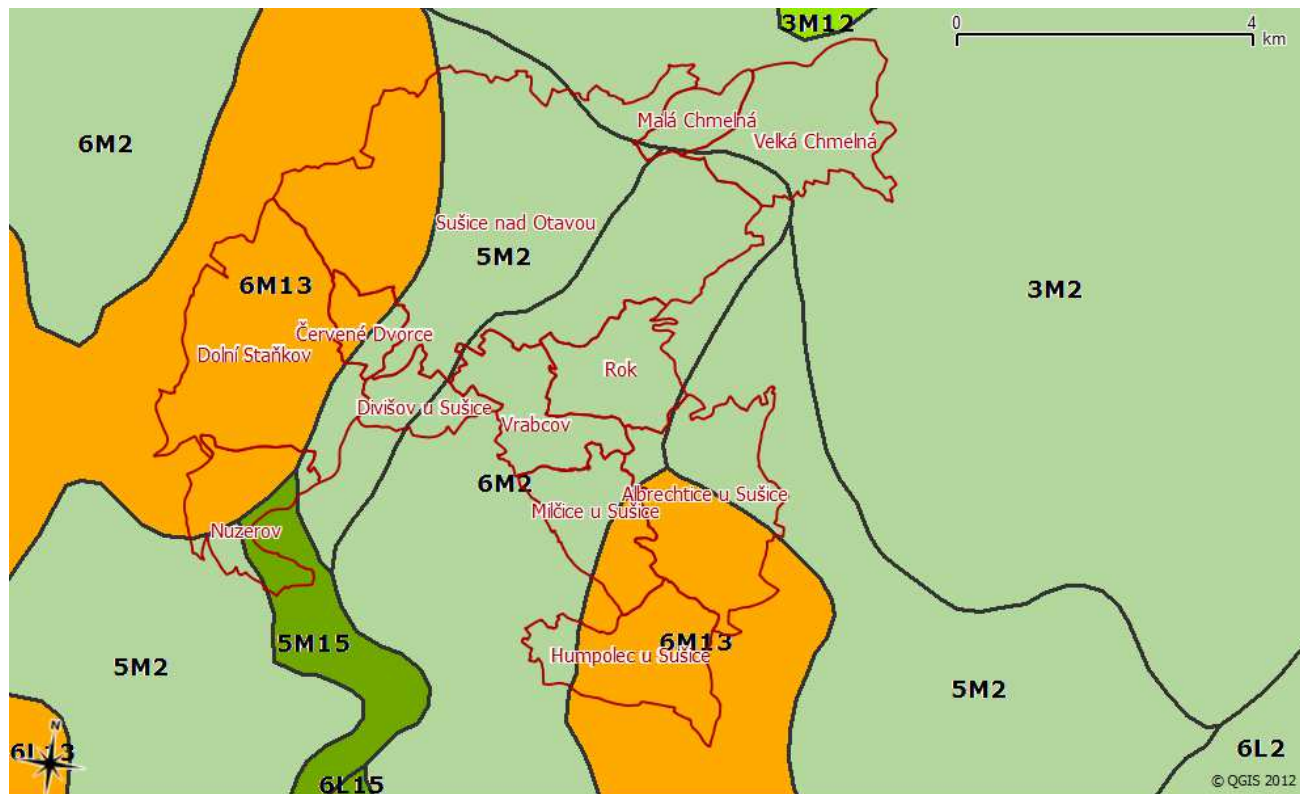 3M12
0 4
km
Malá Chmelná
Velká Chmelná
6M2
Sušice nad Otavou
5M2
6M13
3M2
Červené Dvorce
Dolní Staňkov
Rok
Divišov u Sušice
Vrabcov
6M2
Albrechtice u Sušice
Milčice u Sušice
Nuzerov
5M15
6M13
Humpolec u Sušice
5M2
5M2
N
6L13
6L2
6L15
© QGIS 2012